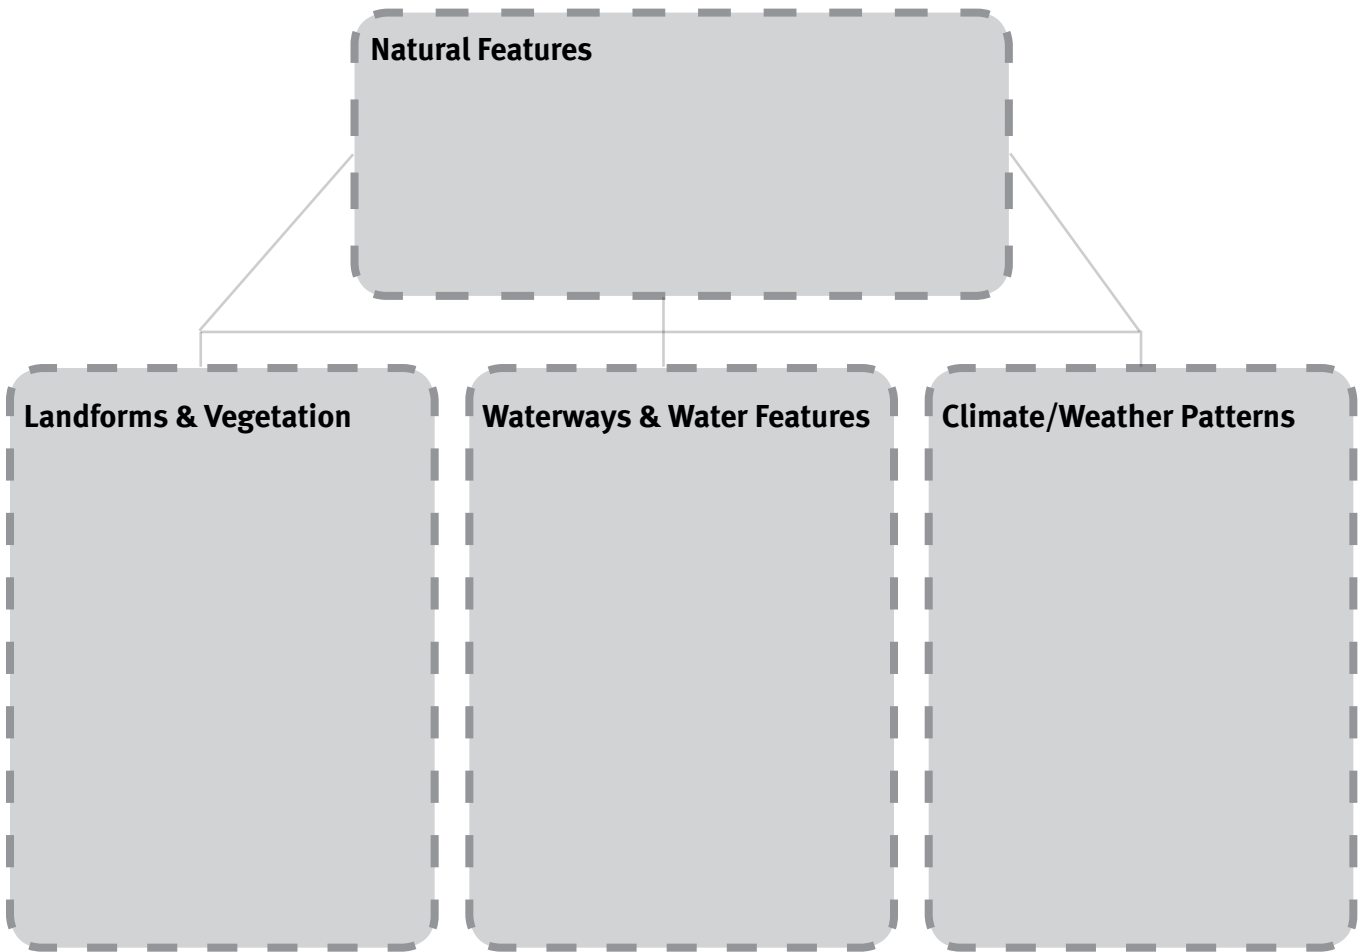 Natural Features
Landforms & Vegetation
Waterways & Water Features
Climate/Weather Patterns